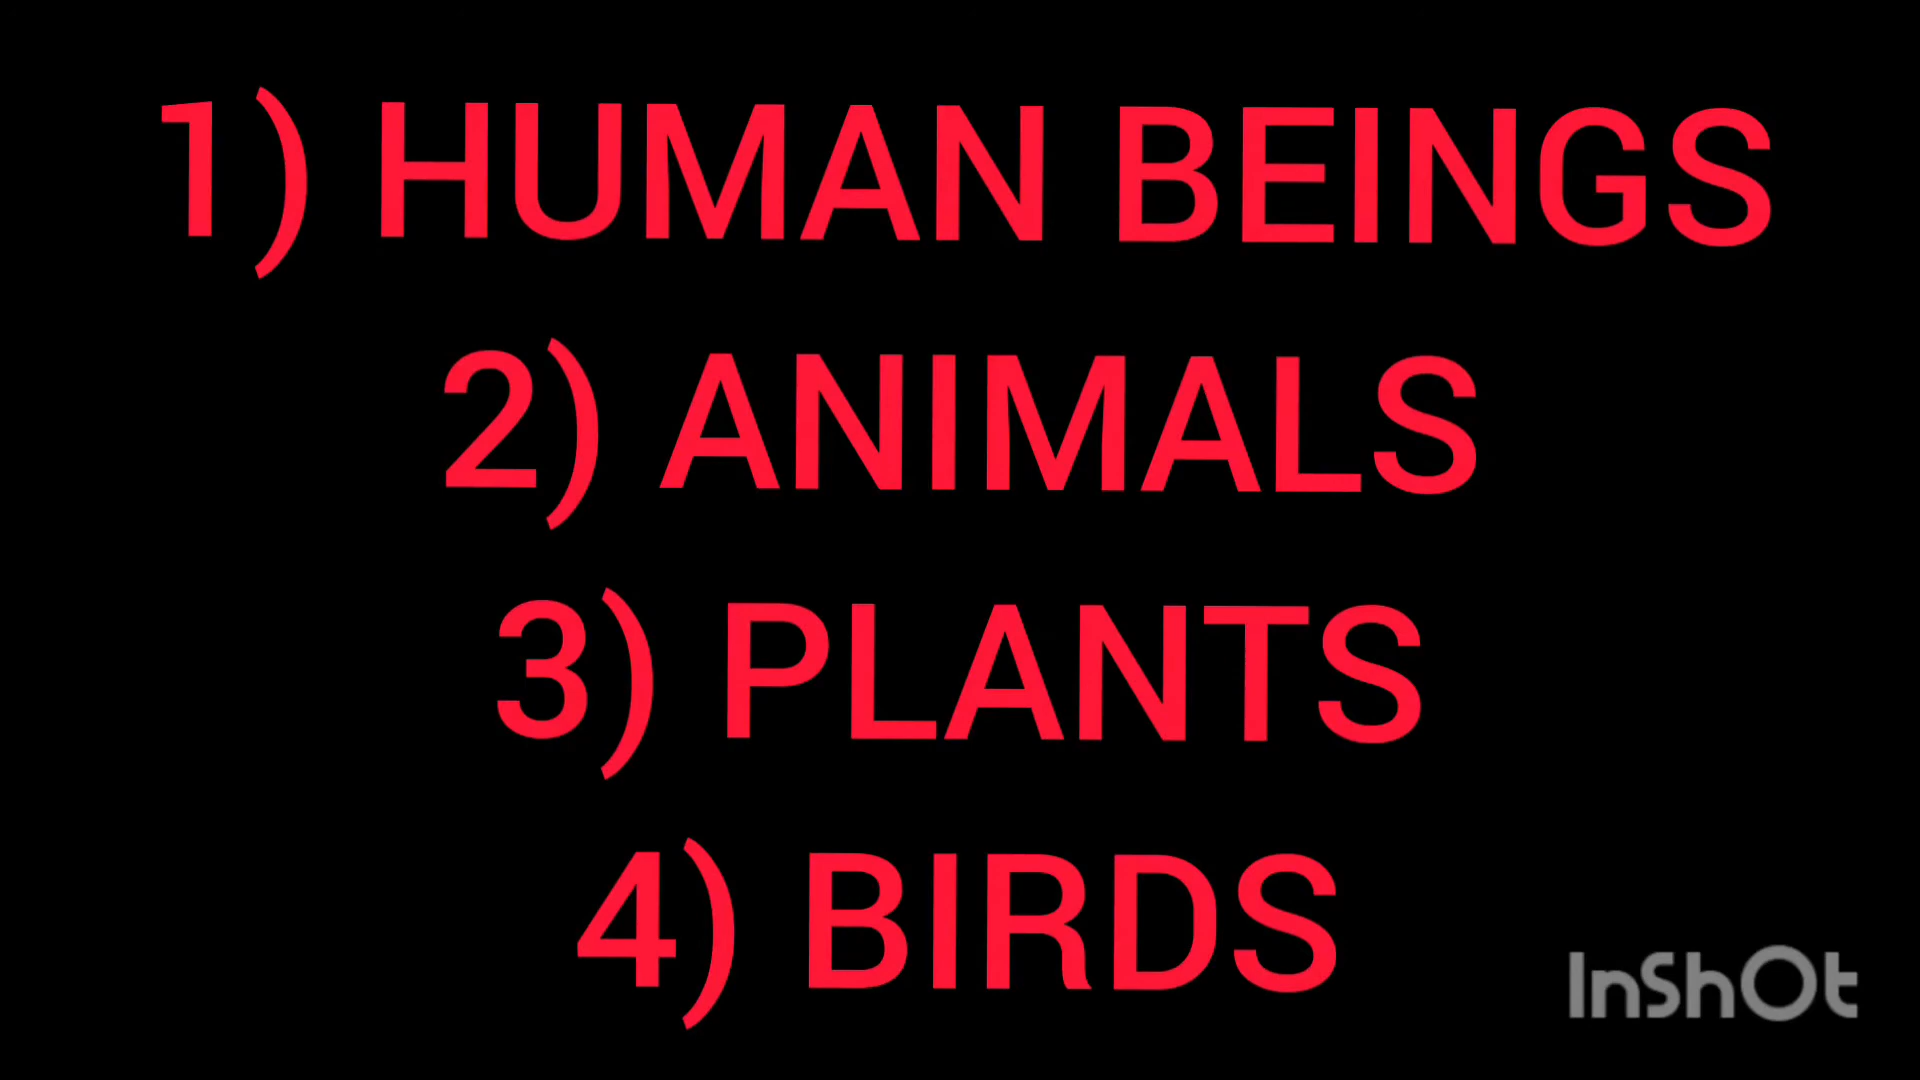 1) HUMAN BEINGS
2) ANIMALS
3) PLANTS
4) BIRDS
InShOt